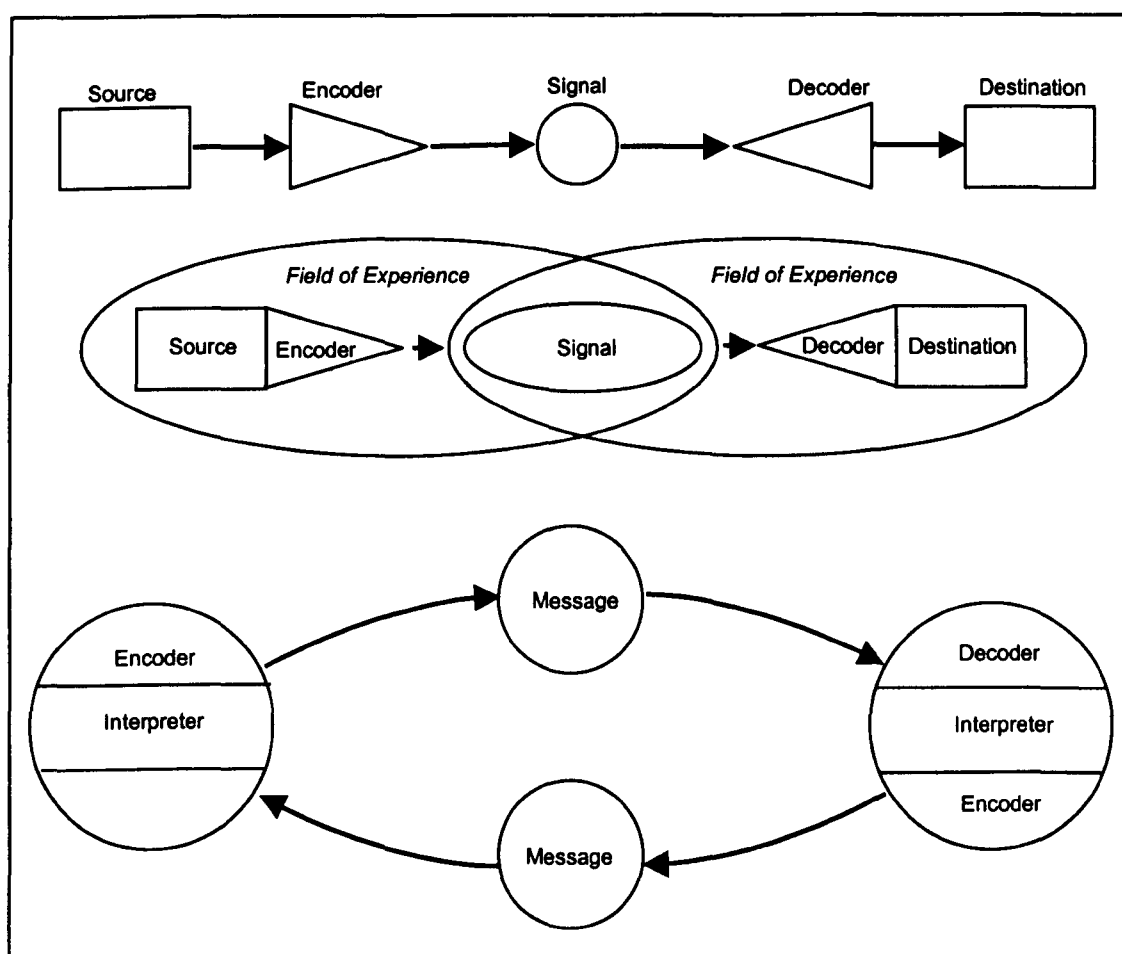 Source
Encoder
Signal
Decoder
Destination
Field of Experience
Field of Experience
Source
Encoder
Signal
Decoder
Destination
Message
Encoder
Interpreter
Decoder
Interpreter
Encoder
Message